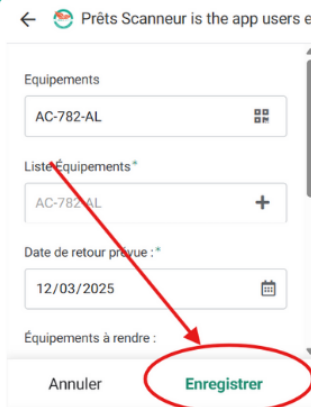 Prêts Scanneur is the app users e
Equipements
AC-782-AL
Liste Équipements*
AC-782-AL
Date de retour prévue :*
12/03/2025
Équipements à rendre :
Annuler
Enregistrer